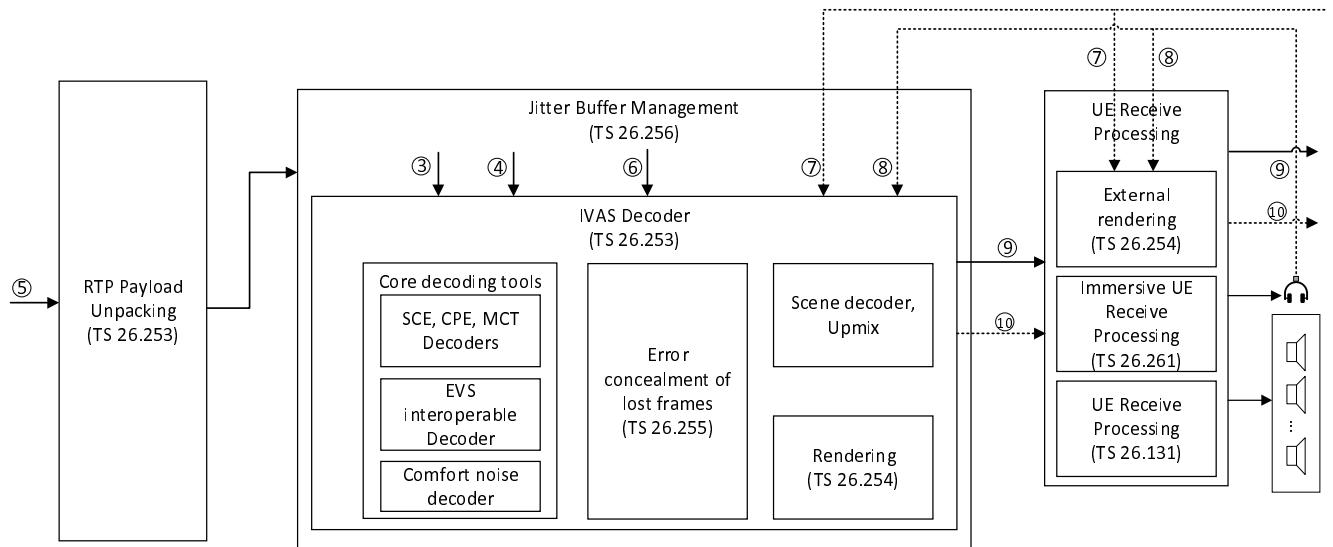 ⑦
⑧
Jitter Buffer Management
(TS 26.256)
UE Receive
Processing
③
④
⑥
⑦
⑧
⑨
IVAS Decoder
(TS 26.253)
External
rendering
(TS 26.254)
⑩
⑤
RTP Payload
Unpacking
(TS 26.253)
Core decoding tools
SCE, CPE, MCT
Decoders
EVS
interoperable
Decoder
Comfort noise
decoder
Error
concealment of
lost frames
(TS 26.255)
Scene decoder,
Upmix
Rendering
(TS 26.254)
⑨
⑩
Immersive UE
Receive
Processing
(TS 26.261)
UE Receive
Processing
(TS 26.131)
...